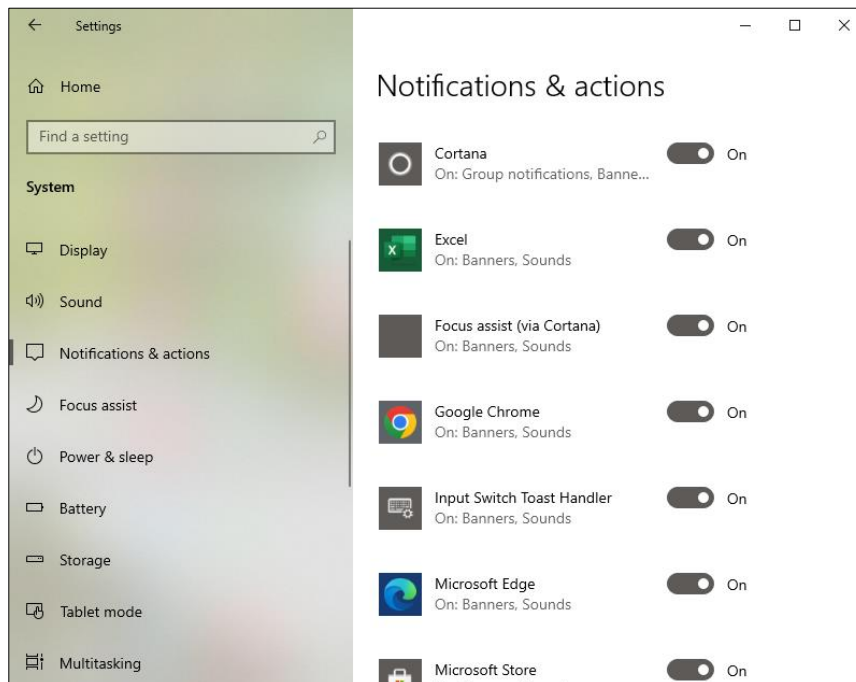 Settings
Home
Find a setting
System
Display
Sound
Notifications & actions
Focus assist
Power & sleep
Battery
Storage
Tablet mode
Multitasking
Notifications & actions
Cortana
On: Group notifications, Banne...
On
Excel
On: Banners, Sounds
On
Focus assist (via Cortana)
On: Banners, Sounds
On
Google Chrome
On: Banners, Sounds
On
Input Switch Toast Handler
On: Banners, Sounds
On
Microsoft Edge
On: Banners, Sounds
On
Microsoft Store
On